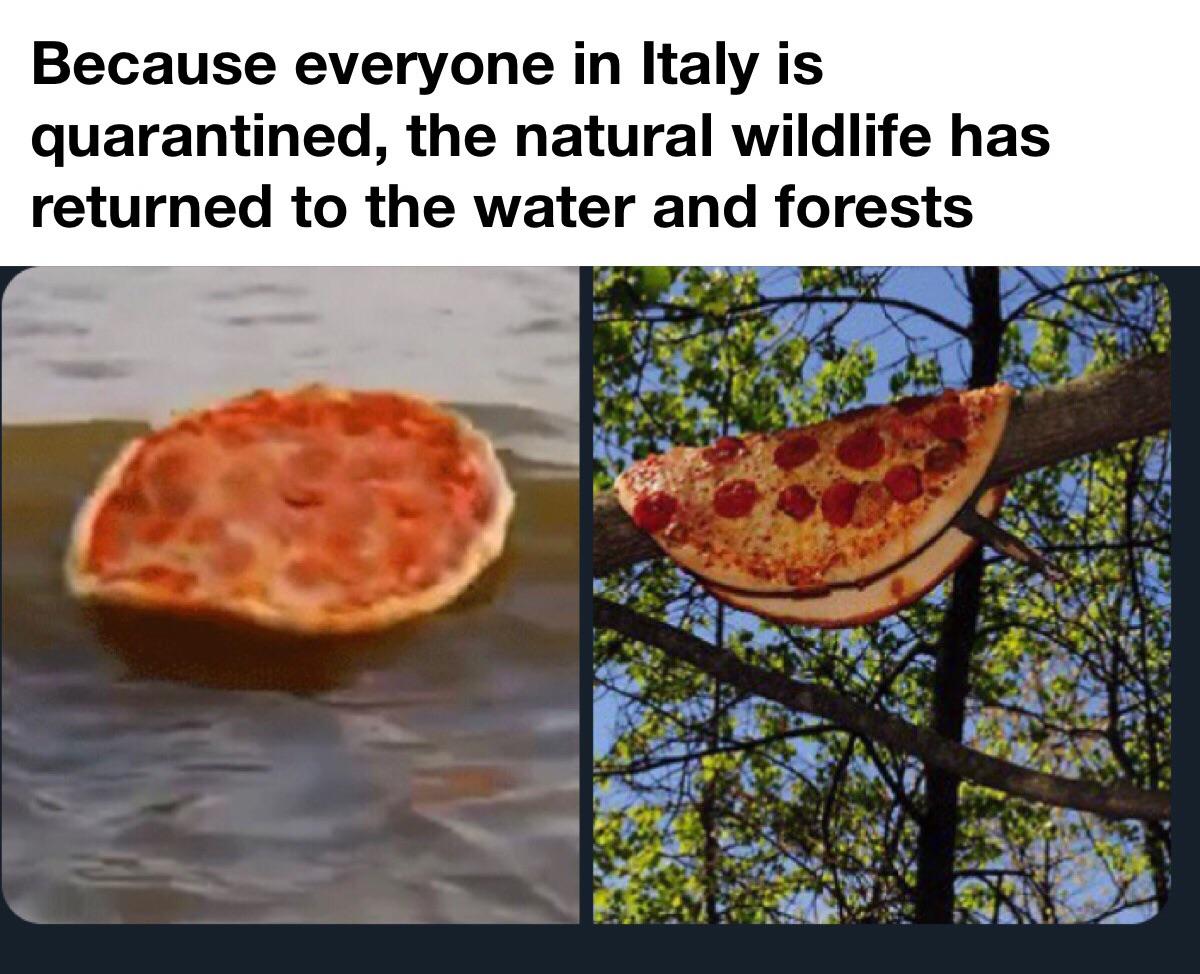 Because everyone in Italy is
quarantined, the natural wildlife has
returned to the water and forests